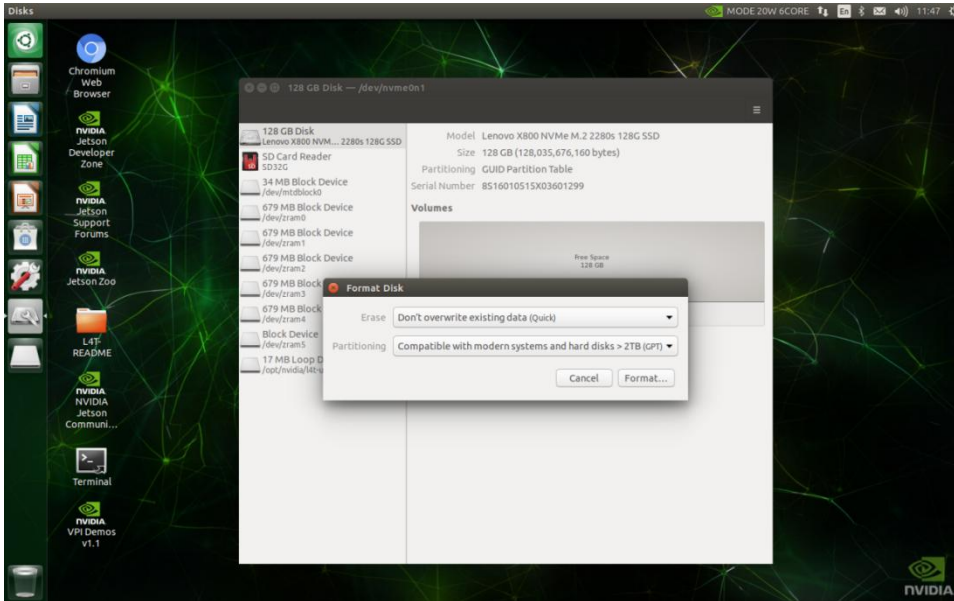 Disks
MODE 20W 6CORE
En
11:47
Chromium
Web
Browser
NVIDIA
Jetson
Developer
Zone
NVIDIA
Jetson
Support
Forums
NVIDIA
Jetson Zoo
L4T-
README
NVIDIA
NVIDIA
Jetson
Communi...
Terminal
NVIDIA
VPI Demos
v1.1
128 GB Disk — /dev/nvme0n1
128 GB Disk
Lenovo X800 NVM... 2280s 128G SSD
SD Card Reader
SD32G
34 MB Block Device
/dev/mtdblock0
679 MB Block Device
/dev/zram0
679 MB Block Device
/dev/zram1
679 MB Block Device
/dev/zram2
679 MB Block
/dev/zram3
679 MB Block
/dev/zram4
Block Device
/dev/zram5
17 MB Loop D
/opt/nvidia/l4t-u
Model Lenovo X800 NVMe M.2 2280s 128G SSD
Size 128 GB (128,035,676,160 bytes)
Partitioning GUID Partition Table
Serial Number 8S16010515X03601299
Volumes
Free Space
128 GB
Format Disk
Erase Don't overwrite existing data (Quick)
Partitioning Compatible with modern systems and hard disks > 2TB (GPT)
Cancel Format...
NVIDIA